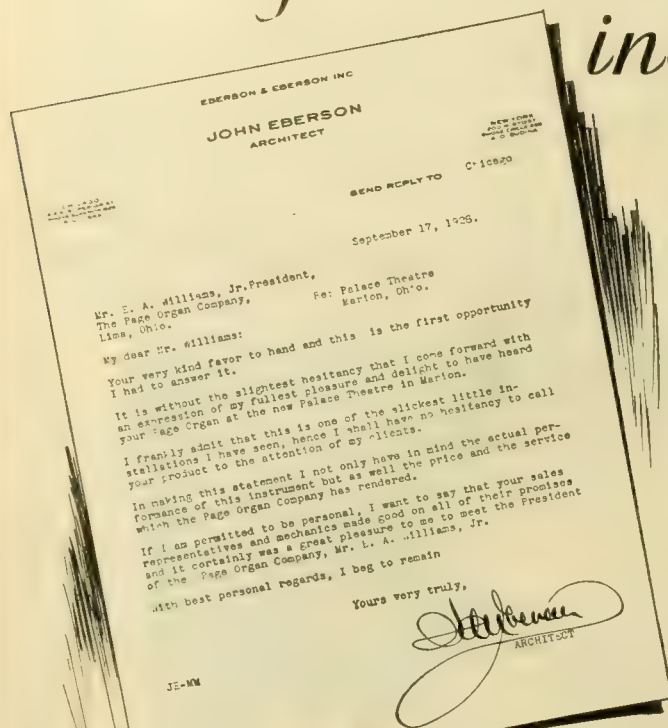 in
EBERSON & EBERSON INC
JOHN EBERSON
ARCHITECT
NEW YORK
CHICAGO
SEND REPLY TO Chicago
September 17, 1928.
Mr. E. A. Williams, Jr.President,
The Page Organ Company,
Lima, Ohio.
Re: Palace Theatre
Marion, Ohio.
My dear Mr. Williams:
Your very kind favor to hand and this is the first opportunity
I had to answer it.
It is without the slightest hesitancy that I come forward with
an expression of my fullest pleasure and delight to have heard
your Page Organ at the new Palace Theatre in Marion.
I frankly admit that this is one of the slickest little in-
stallations I have seen, hence I shall have no hesitancy to call
your product to the attention of my clients.
In making this statement I not only have in mind the actual per-
formance of this instrument but as well the price and the service
which the Page Organ Company has rendered.
If I am permitted to be personal, I want to say that your sales
representatives and mechanics made good on all of their promises
and it certainly was a great pleasure to me to meet the President
of the Page Organ Company, Mr. E. A. Williams, Jr.
With best personal regards, I beg to remain
Yours very truly,
John Eberson
ARCHITECT
JE-MM